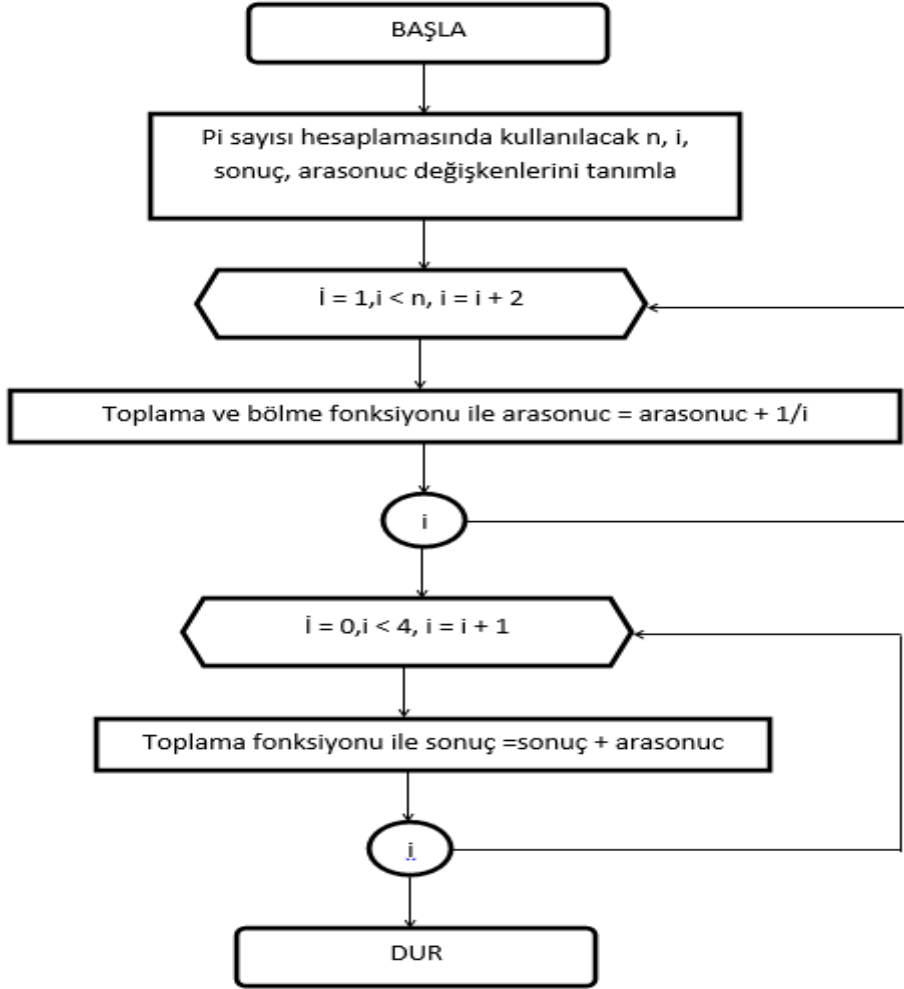 BAŞLA
Pi sayısı hesaplamasında kullanılacak n, i,
sonuç, arasonuc değişkenlerini tanımla
İ = 1,i < n, i = i + 2
Toplama ve bölme fonksiyonu ile arasonuc = arasonuc + 1/i
i
İ = 0,i < 4, i = i + 1
Toplama fonksiyonu ile sonuç =sonuç + arasonuc
i
DUR